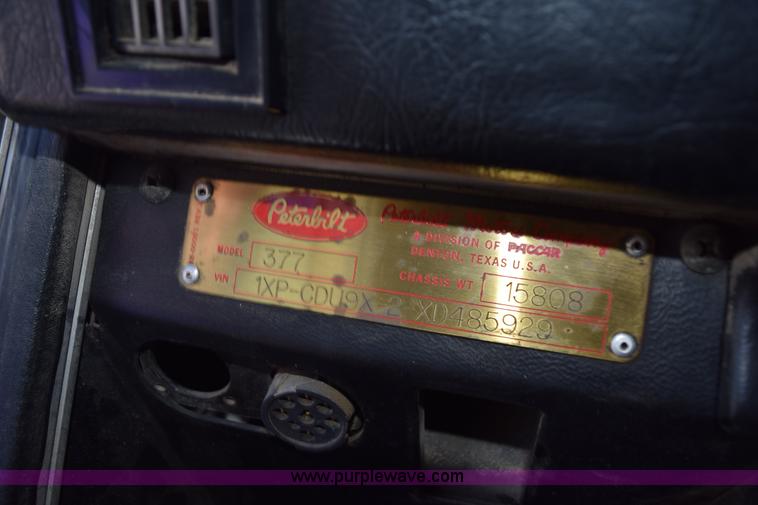 Peterbilt
Peterbilt Motors Company
A DIVISION OF PACCAR
DENTON, TEXAS U.S.A.
MODEL 377
CHASSIS WT 15808
VIN 1XP-CDU9X-2-XD485929
www.purplewave.com